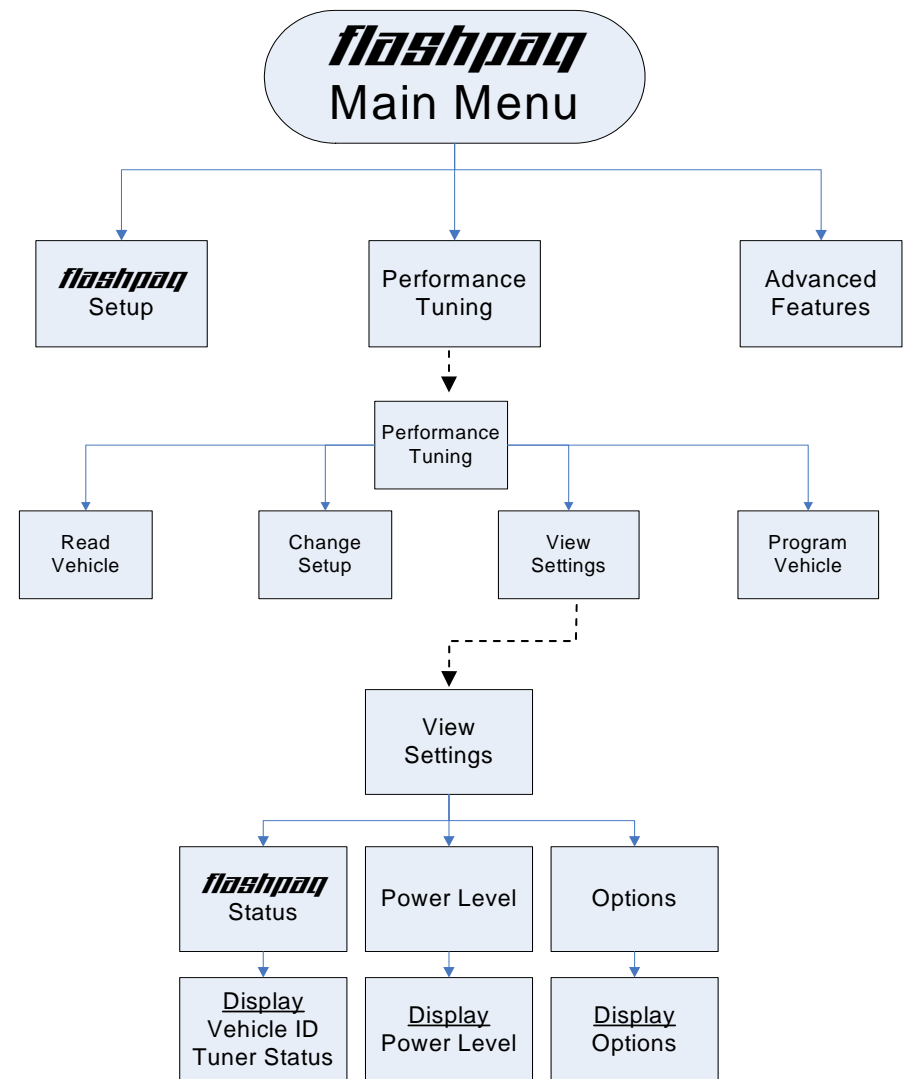 flashpaq
Main Menu
flashpaq
Setup
Performance
Tuning
Advanced
Features
Performance
Tuning
Read
Vehicle
Change
Setup
View
Settings
Program
Vehicle
View
Settings
flashpaq
Status
Power Level
Options
Display
Vehicle ID
Tuner Status
Display
Power Level
Display
Options